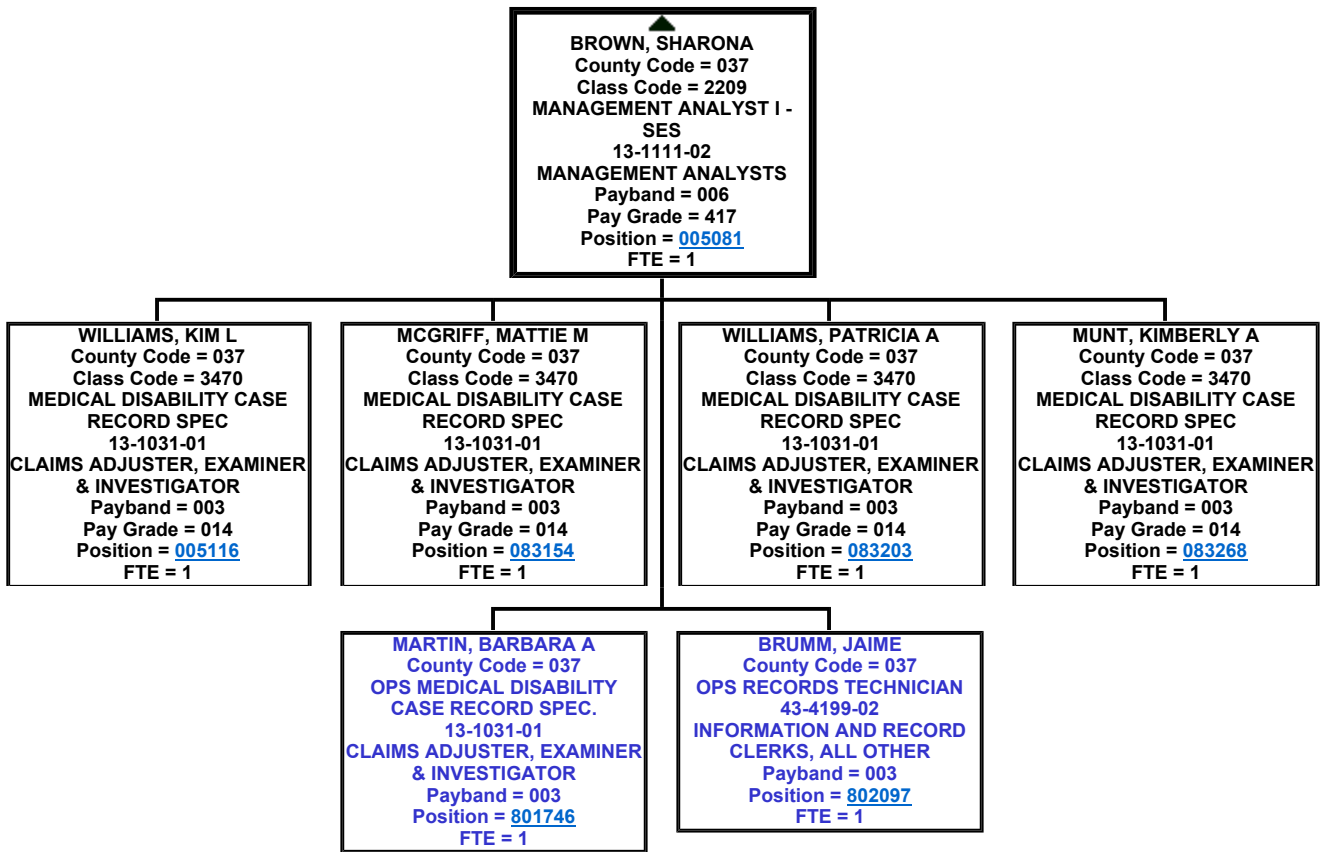 BROWN, SHARONA
County Code = 037
Class Code = 2209
MANAGEMENT ANALYST I -
SES
13-1111-02
MANAGEMENT ANALYSTS
Payband = 006
Pay Grade = 417
Position = 005081
FTE = 1
WILLIAMS, KIM L
County Code = 037
Class Code = 3470
MEDICAL DISABILITY CASE
RECORD SPEC
13-1031-01
CLAIMS ADJUSTER, EXAMINER
& INVESTIGATOR
Payband = 003
Pay Grade = 014
Position = 005116
FTE = 1
MCGRIFF, MATTIE M
County Code = 037
Class Code = 3470
MEDICAL DISABILITY CASE
RECORD SPEC
13-1031-01
CLAIMS ADJUSTER, EXAMINER
& INVESTIGATOR
Payband = 003
Pay Grade = 014
Position = 083154
FTE = 1
WILLIAMS, PATRICIA A
County Code = 037
Class Code = 3470
MEDICAL DISABILITY CASE
RECORD SPEC
13-1031-01
CLAIMS ADJUSTER, EXAMINER
& INVESTIGATOR
Payband = 003
Pay Grade = 014
Position = 083203
FTE = 1
MUNT, KIMBERLY A
County Code = 037
Class Code = 3470
MEDICAL DISABILITY CASE
RECORD SPEC
13-1031-01
CLAIMS ADJUSTER, EXAMINER
& INVESTIGATOR
Payband = 003
Pay Grade = 014
Position = 083268
FTE = 1
MARTIN, BARBARA A
County Code = 037
OPS MEDICAL DISABILITY
CASE RECORD SPEC.
13-1031-01
CLAIMS ADJUSTER, EXAMINER
& INVESTIGATOR
Payband = 003
Position = 801746
FTE = 1
BRUMM, JAIME
County Code = 037
OPS RECORDS TECHNICIAN
43-4199-02
INFORMATION AND RECORD
CLERKS, ALL OTHER
Payband = 003
Position = 802097
FTE = 1